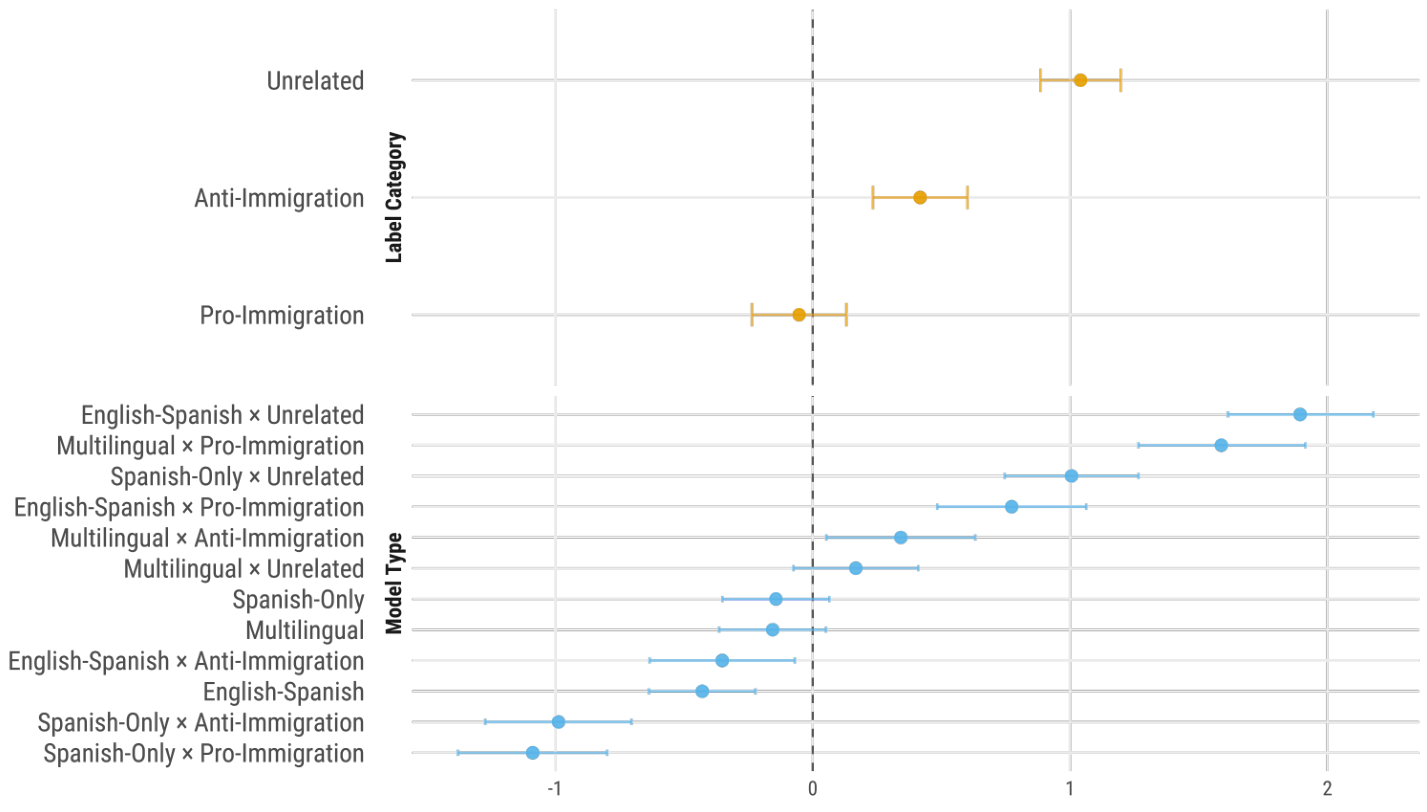 Unrelated
Anti-Immigration
Pro-Immigration
Label Category
English-Spanish × Unrelated
Multilingual × Pro-Immigration
Spanish-Only × Unrelated
English-Spanish × Pro-Immigration
Multilingual × Anti-Immigration
Multilingual × Unrelated
Spanish-Only
Multilingual
English-Spanish × Anti-Immigration
English-Spanish
Spanish-Only × Anti-Immigration
Spanish-Only × Pro-Immigration
Model Type
-1 0 1 2